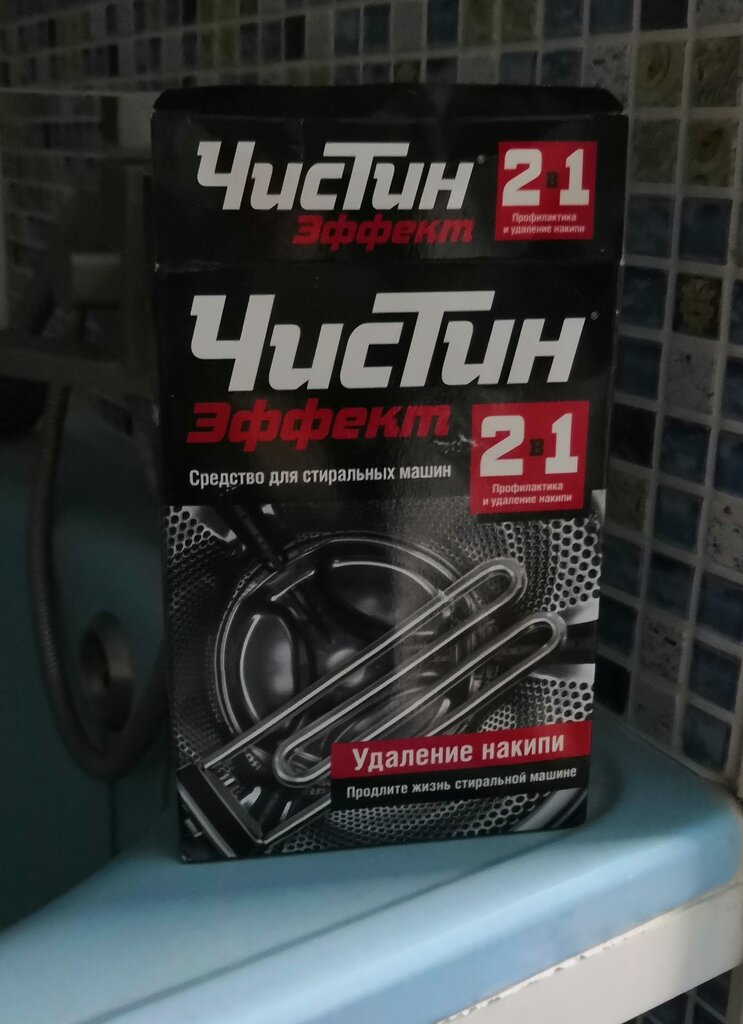 ЧисТин®
Эффект
2в1
Профилактика
и удаление накипи
ЧисТин®
Эффект
2в1
Средство для стиральных машин
Профилактика
и удаление накипи
Удаление накипи
Продлите жизнь стиральной машине